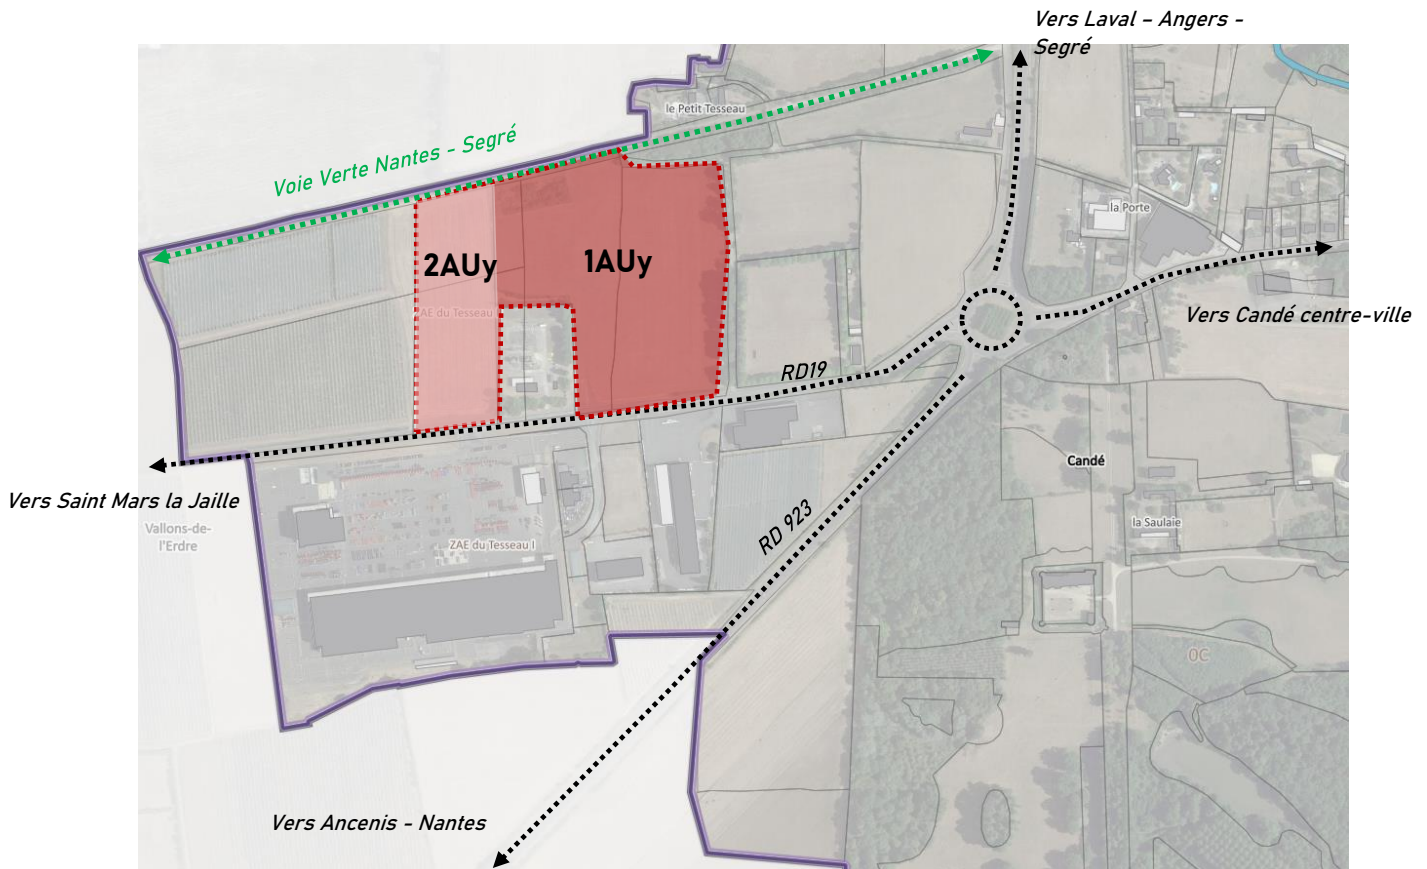 Vers Laval – Angers -
Segré
le Petit Tesseau
Voie Verte Nantes - Segré
la Porte
2AUy
1AUy
ZAE du Tesseau
Vers Candé centre-ville
RD19
Candé
Vers Saint Mars la Jaille
Vallons-de-
l'Erdre
RD 923
la Saulaie
ZAE du Tesseau I
0C
Vers Ancenis - Nantes